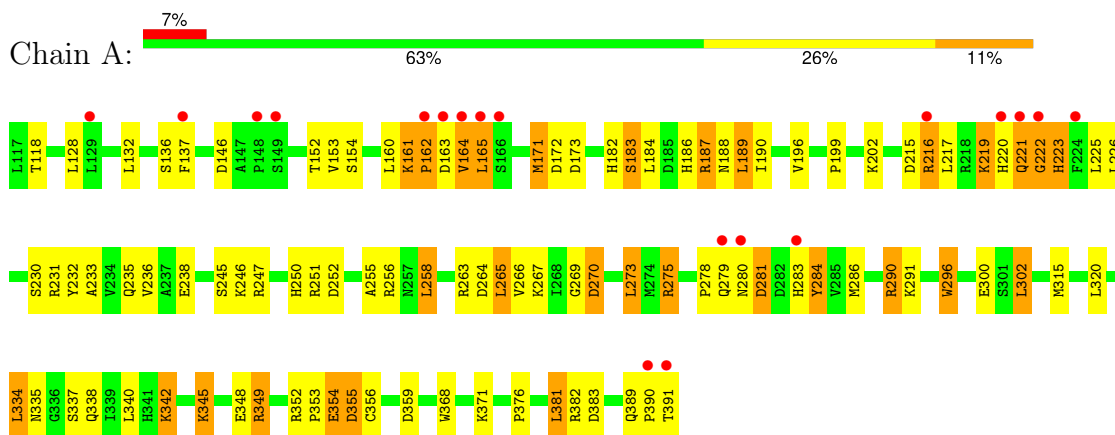 7%
Chain A:
63% 26% 11%
L117 T118 L128 L129 L132 S136 F137 D146 A147 P148 S149 T152 V153 S154 L160 K161 P162 D163 V164 L165 S166 M171 D172 D173 H182 S183 L184 D185 H186 R187 N188 L189 I190 V196 P199 K202 D215 R216 L217 R218 K219 H220 Q221 G222 H223 F224 L225 L226
S230 R231 Y232 A233 V234 Q235 V236 A237 E238 S245 K246 R247 H250 R251 D252 A255 R256 N257 L258 R263 D264 L265 V266 K267 I268 G269 D270 L273 M274 R275 P278 Q279 N280 D281 D282 H283 Y284 V285 M286 R290 K291 W296 E300 S301 L302 M315 L320
L334 N335 G336 S337 Q338 I339 L340 H341 K342 K345 E348 R349 R352 P353 E354 D355 C356 D359 W368 K371 P376 L381 R382 D383 Q389 P390 T391